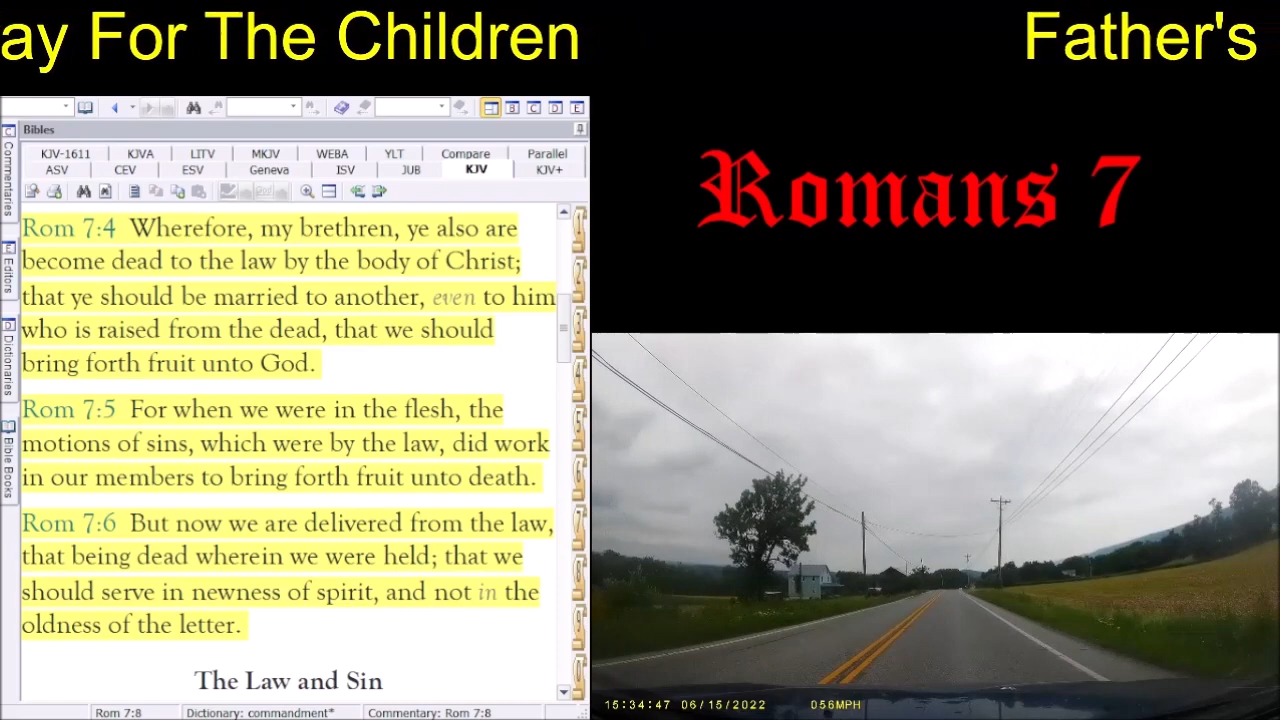 ay For The Children Father's
Bibles
KJV-1611 KJVA LITV MKJV WEBA YLT Compare Parallel
ASV CEV ESV Geneva ISV JUB KJV KJV+
Commentaries
Editors
Dictionaries
Bible Books
Rom 7:4 Wherefore, my brethren, ye also are
become dead to the law by the body of Christ;
that ye should be married to another, even to him
who is raised from the dead, that we should
bring forth fruit unto God.
Rom 7:5 For when we were in the flesh, the
motions of sins, which were by the law, did work
in our members to bring forth fruit unto death.
Rom 7:6 But now we are delivered from the law,
that being dead wherein we were held; that we
should serve in newness of spirit, and not in the
oldness of the letter.
The Law and Sin
Rom 7:8 Dictionary: commandment* Commentary: Rom 7:8
Romans 7
15:34:47 06/15/2022 056MPH